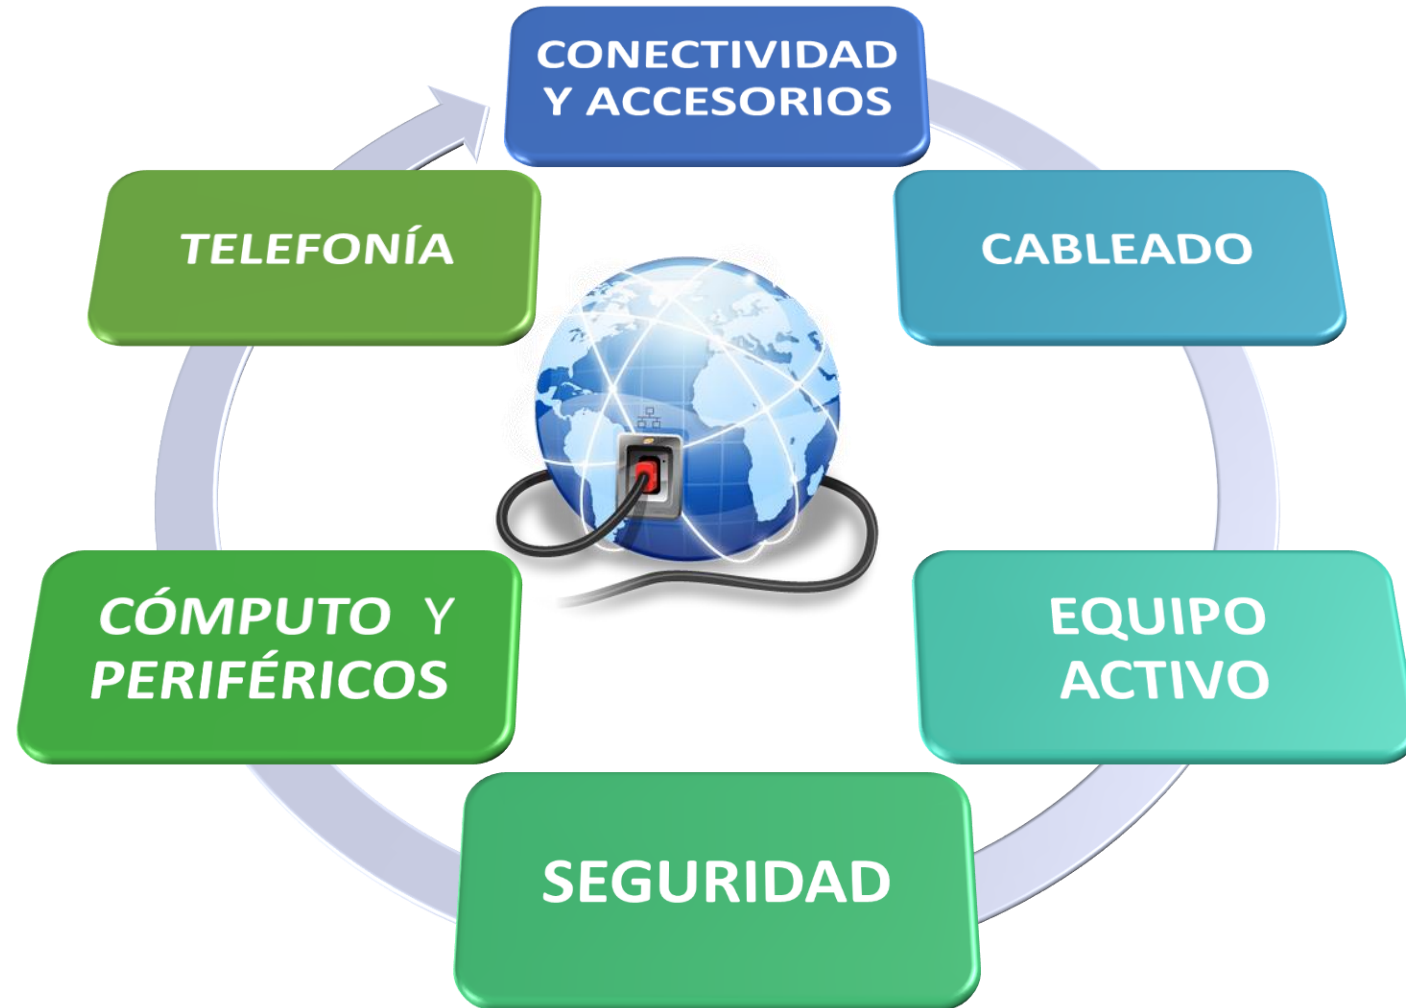 CONECTIVIDAD
Y ACCESORIOS
CABLEADO
EQUIPO
ACTIVO
SEGURIDAD
CÓMPUTO Y
PERIFÉRICOS
TELEFONÍA